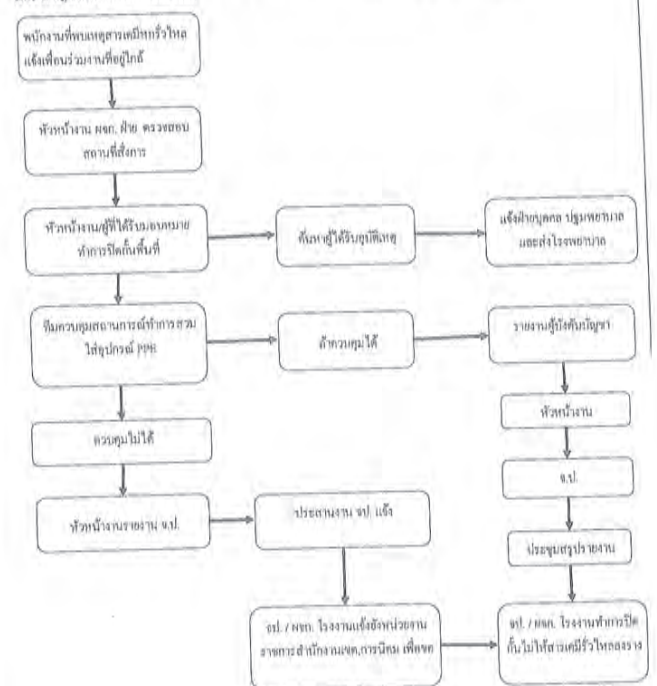 พนักงานที่พบเหตุสารเคมีหกรั่วไหล
แจ้งเพื่อนร่วมงานที่อยู่ใกล้
หัวหน้างาน ผจก. ฝ่าย ตรวจสอบ
สถานที่สั่งการ
หัวหน้างาน/ผู้ที่ได้รับมอบหมาย
ทำการปิดกั้นพื้นที่
ค้นหาผู้ได้รับอุบัติเหตุ
แจ้งฝ่ายบุคคล ปฐมพยาบาล
และส่งโรงพยาบาล
ทีมควบคุมสถานการณ์ทำการสวม
ใส่อุปกรณ์ PPE
ถ้าควบคุมได้
รายงานผู้บังคับบัญชา
หัวหน้างาน
ควบคุมไม่ได้
จ.ป.
หัวหน้างานรายงาน จ.ป.
ประสานงาน จป. แจ้ง
ประชุมสรุปรายงาน
จป. / ผจก. โรงงานแจ้งยังหน่วยงาน
ราชการสำนักงานเขต,การนิคม เพื่อขอ
จป. / ผจก. โรงงานทำการปิด
กั้นไม่ให้สารเคมีรั่วไหลลงราง